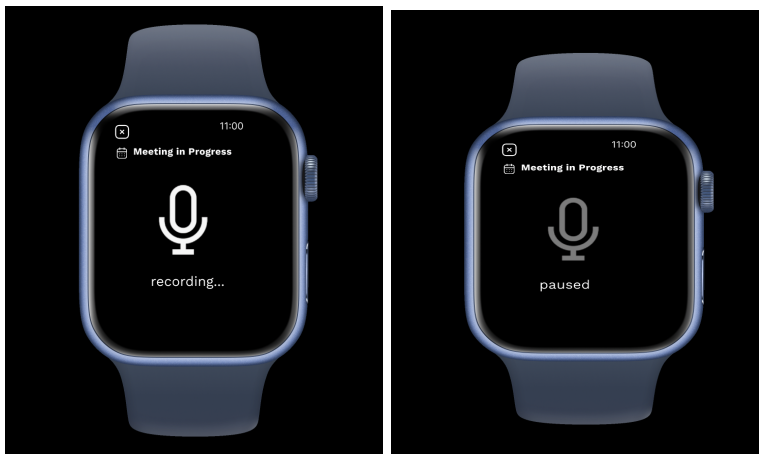 11:00
Meeting in Progress
recording...
11:00
Meeting in Progress
paused